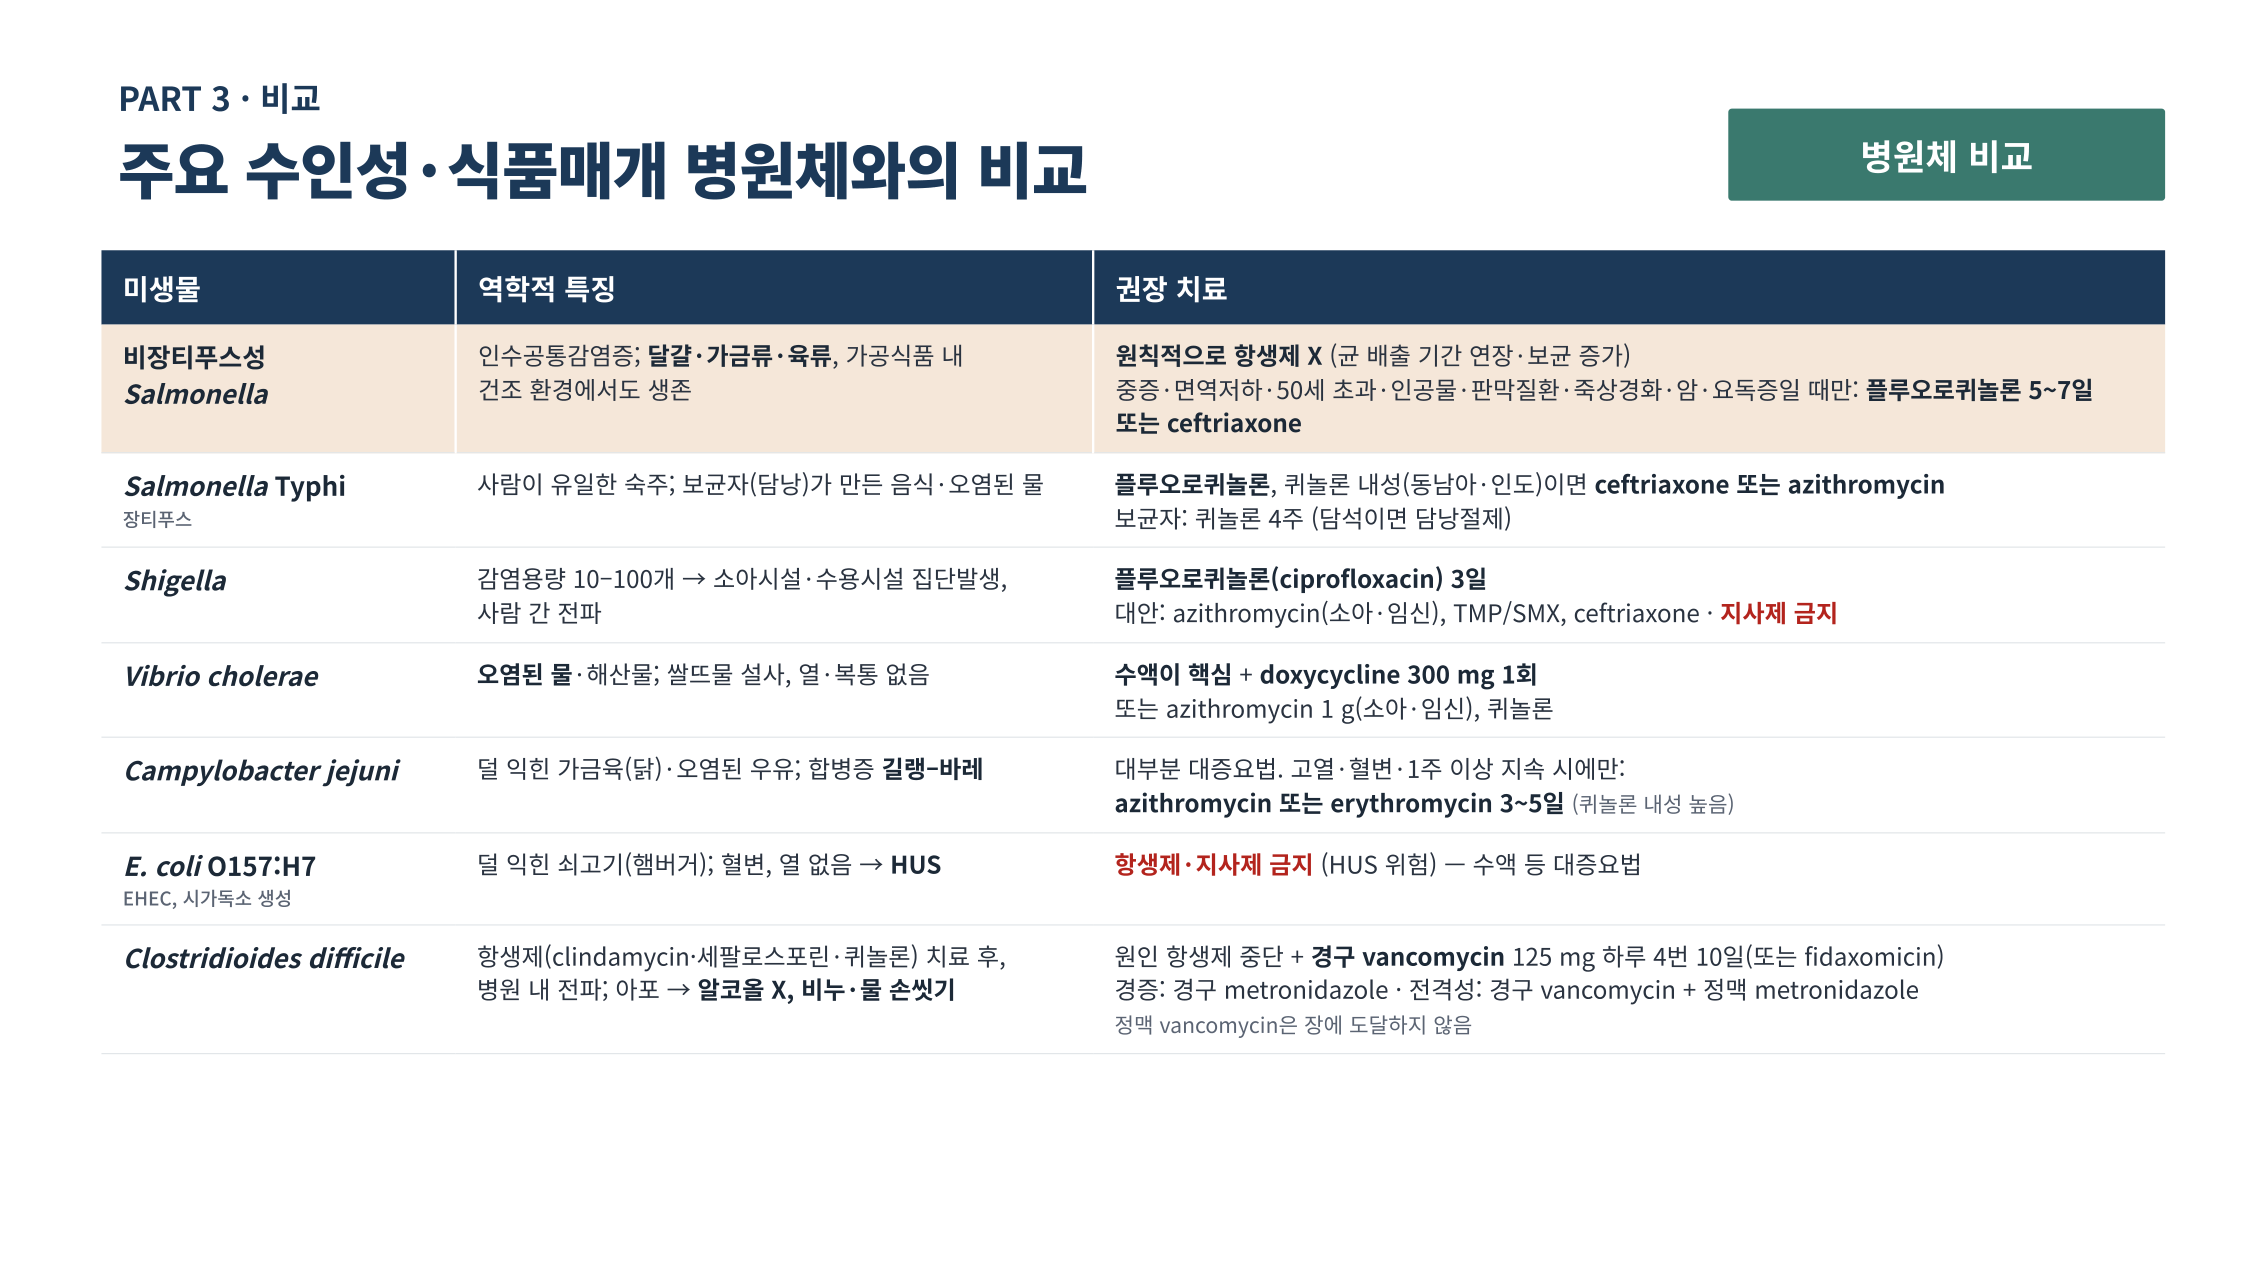 PART 3 · 비교
주요 수인성·식품매개 병원체와의 비교
병원체 비교
미생물
역학적 특징
권장 치료
비장티푸스성
Salmonella
인수공통감염증; 달걀·가금류·육류, 가공식품 내
건조 환경에서도 생존
원칙적으로 항생제 X (균 배출 기간 연장·보균 증가)
중증·면역저하·50세 초과·인공물·판막질환·죽상경화·암·요독증일 때만: 플루오로퀴놀론 5~7일
또는 ceftriaxone
Salmonella Typhi
장티푸스
사람이 유일한 숙주; 보균자(담낭)가 만든 음식·오염된 물
플루오로퀴놀론, 퀴놀론 내성(동남아·인도)이면 ceftriaxone 또는 azithromycin
보균자: 퀴놀론 4주 (담석이면 담낭절제)
Shigella
감염용량 10–100개 → 소아시설·수용시설 집단발생,
사람 간 전파
플루오로퀴놀론(ciprofloxacin) 3일
대안: azithromycin(소아·임신), TMP/SMX, ceftriaxone · 지사제 금지
Vibrio cholerae
오염된 물·해산물; 쌀뜨물 설사, 열·복통 없음
수액이 핵심 + doxycycline 300 mg 1회
또는 azithromycin 1 g(소아·임신), 퀴놀론
Campylobacter jejuni
덜 익힌 가금육(닭)·오염된 우유; 합병증 길랭–바레
대부분 대증요법. 고열·혈변·1주 이상 지속 시에만:
azithromycin 또는 erythromycin 3~5일 (퀴놀론 내성 높음)
E. coli O157:H7
EHEC, 시가독소 생성
덜 익힌 쇠고기(햄버거); 혈변, 열 없음 → HUS
항생제·지사제 금지 (HUS 위험) — 수액 등 대증요법
Clostridioides difficile
항생제(clindamycin·세팔로스포린·퀴놀론) 치료 후,
병원 내 전파; 아포 → 알코올 X, 비누·물 손씻기
원인 항생제 중단 + 경구 vancomycin 125 mg 하루 4번 10일(또는 fidaxomicin)
경증: 경구 metronidazole · 전격성: 경구 vancomycin + 정맥 metronidazole
정맥 vancomycin은 장에 도달하지 않음